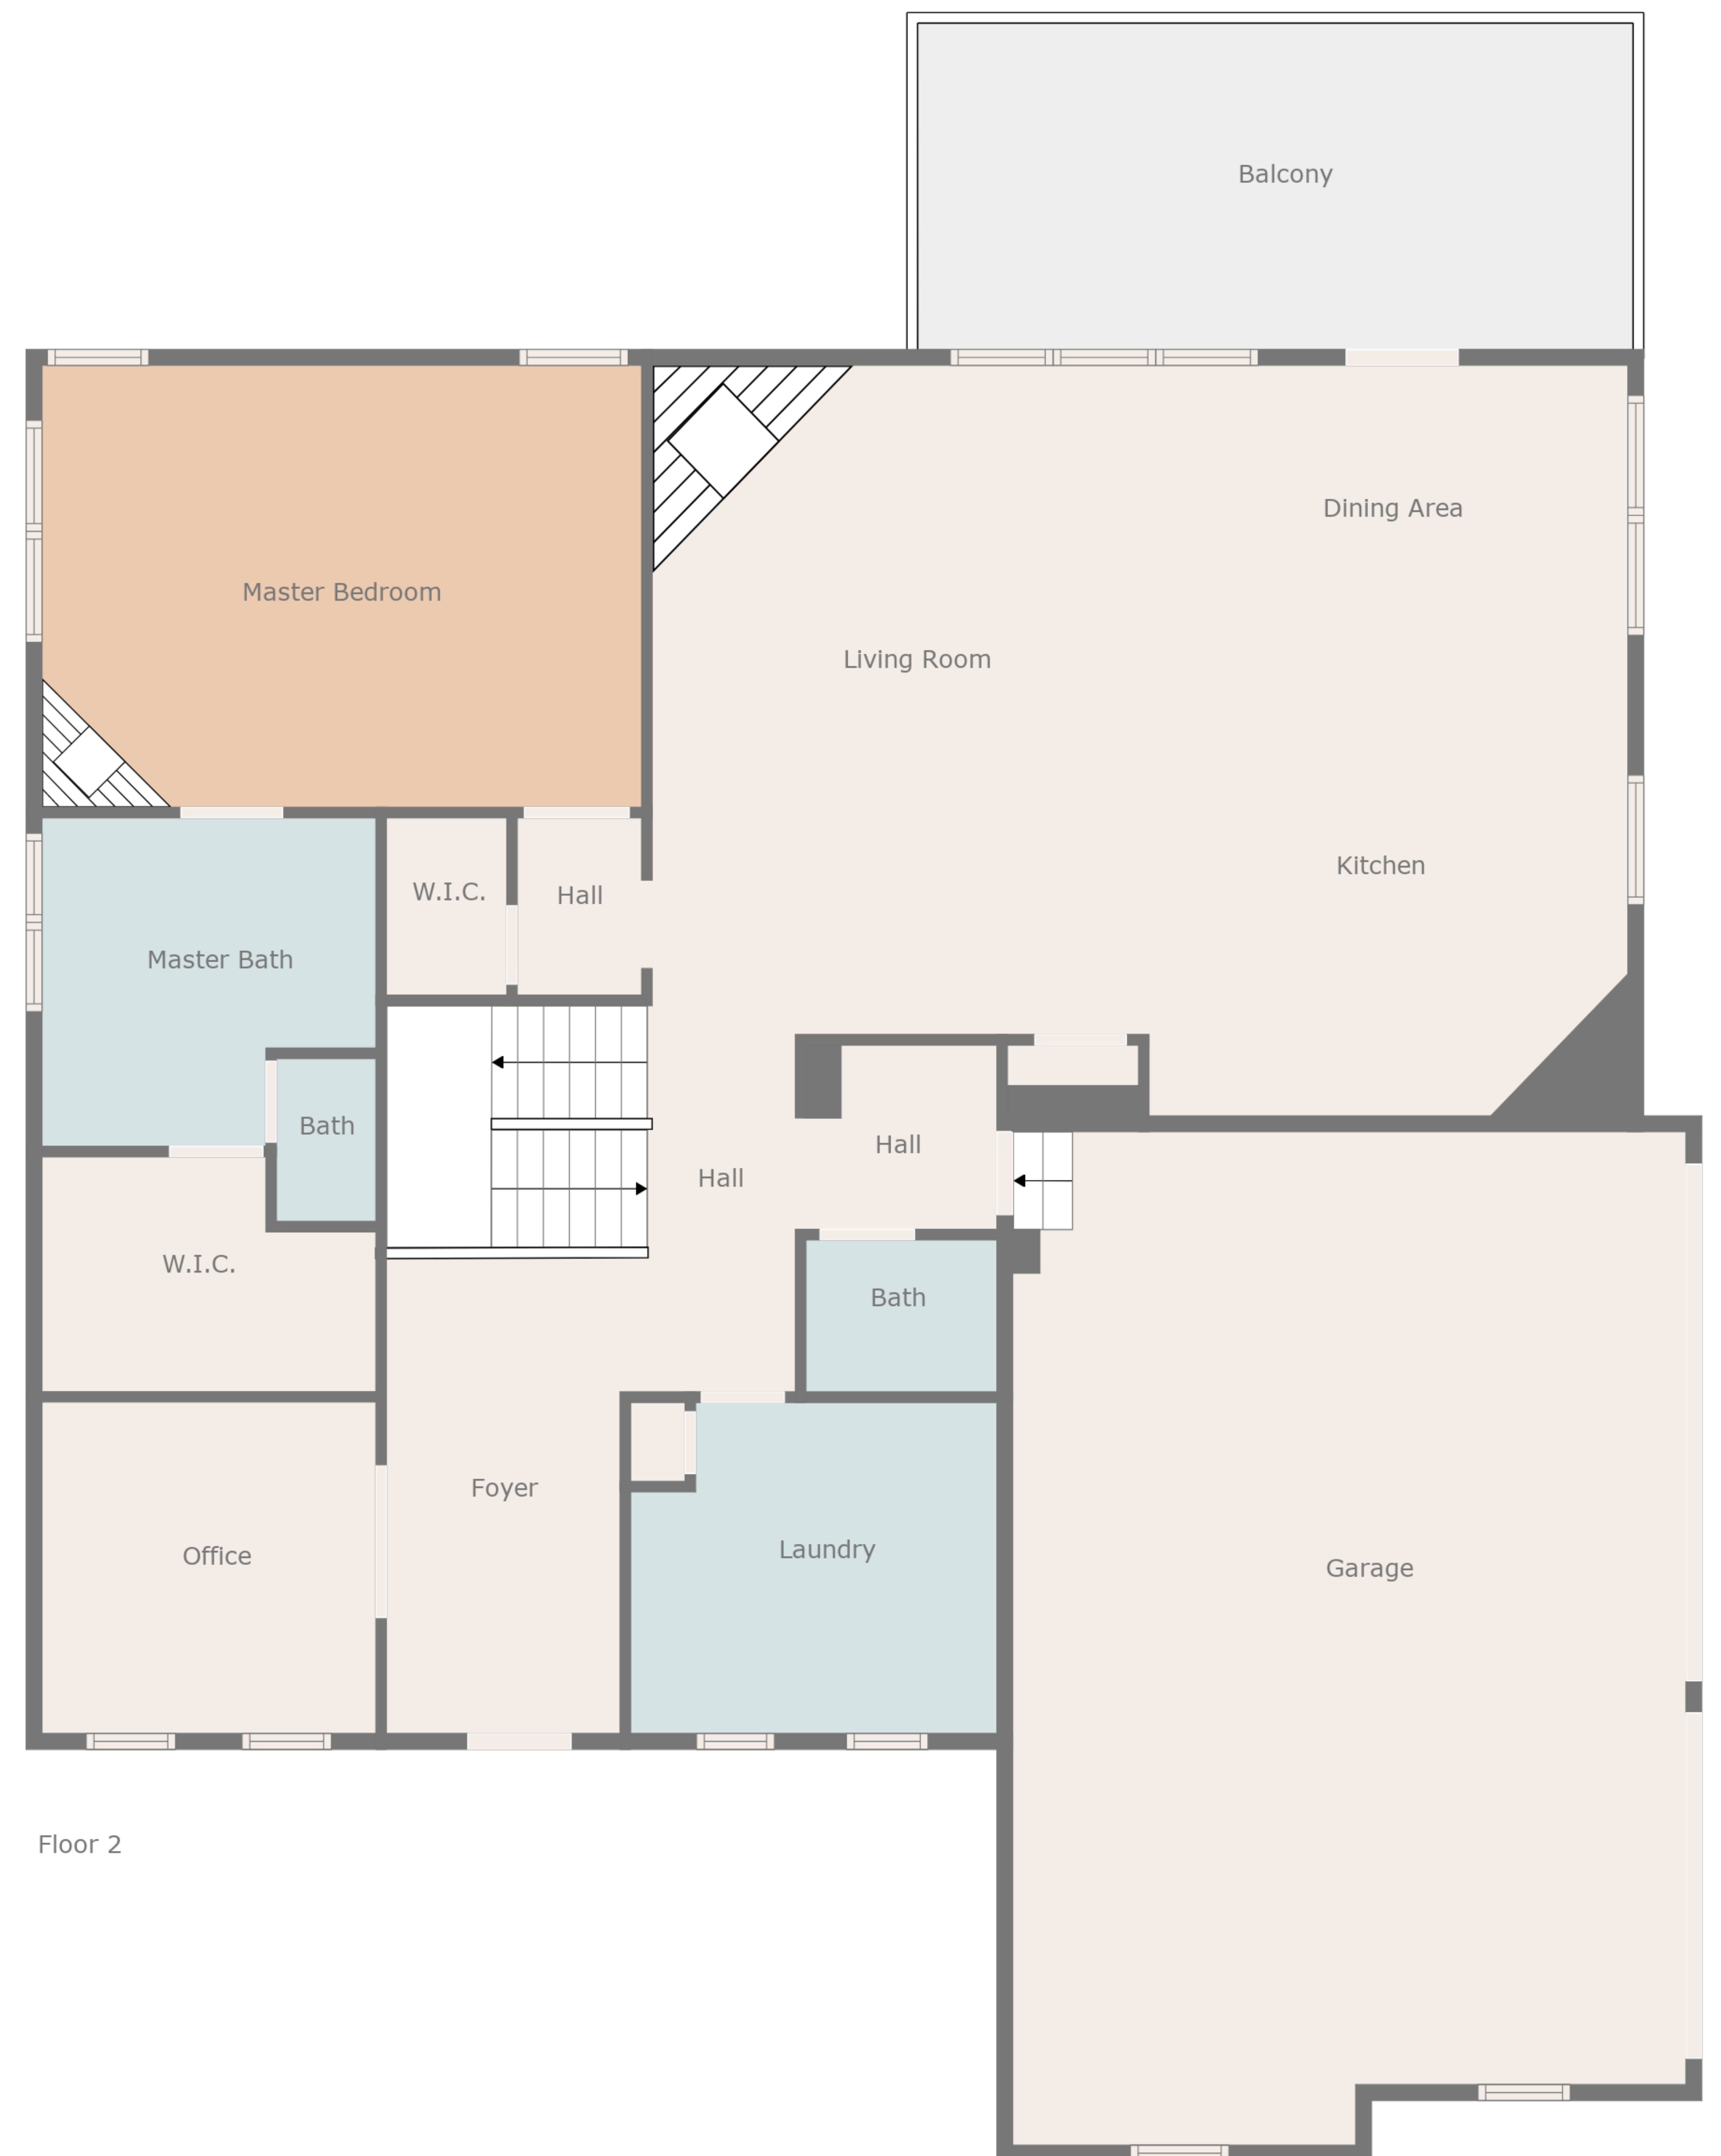 Balcony
Dining Area
Master Bedroom
Living Room
Kitchen
W.I.C.
Hall
Master Bath
Bath
Hall
Hall
W.I.C.
Bath
Foyer
Laundry
Office
Garage
Floor 2